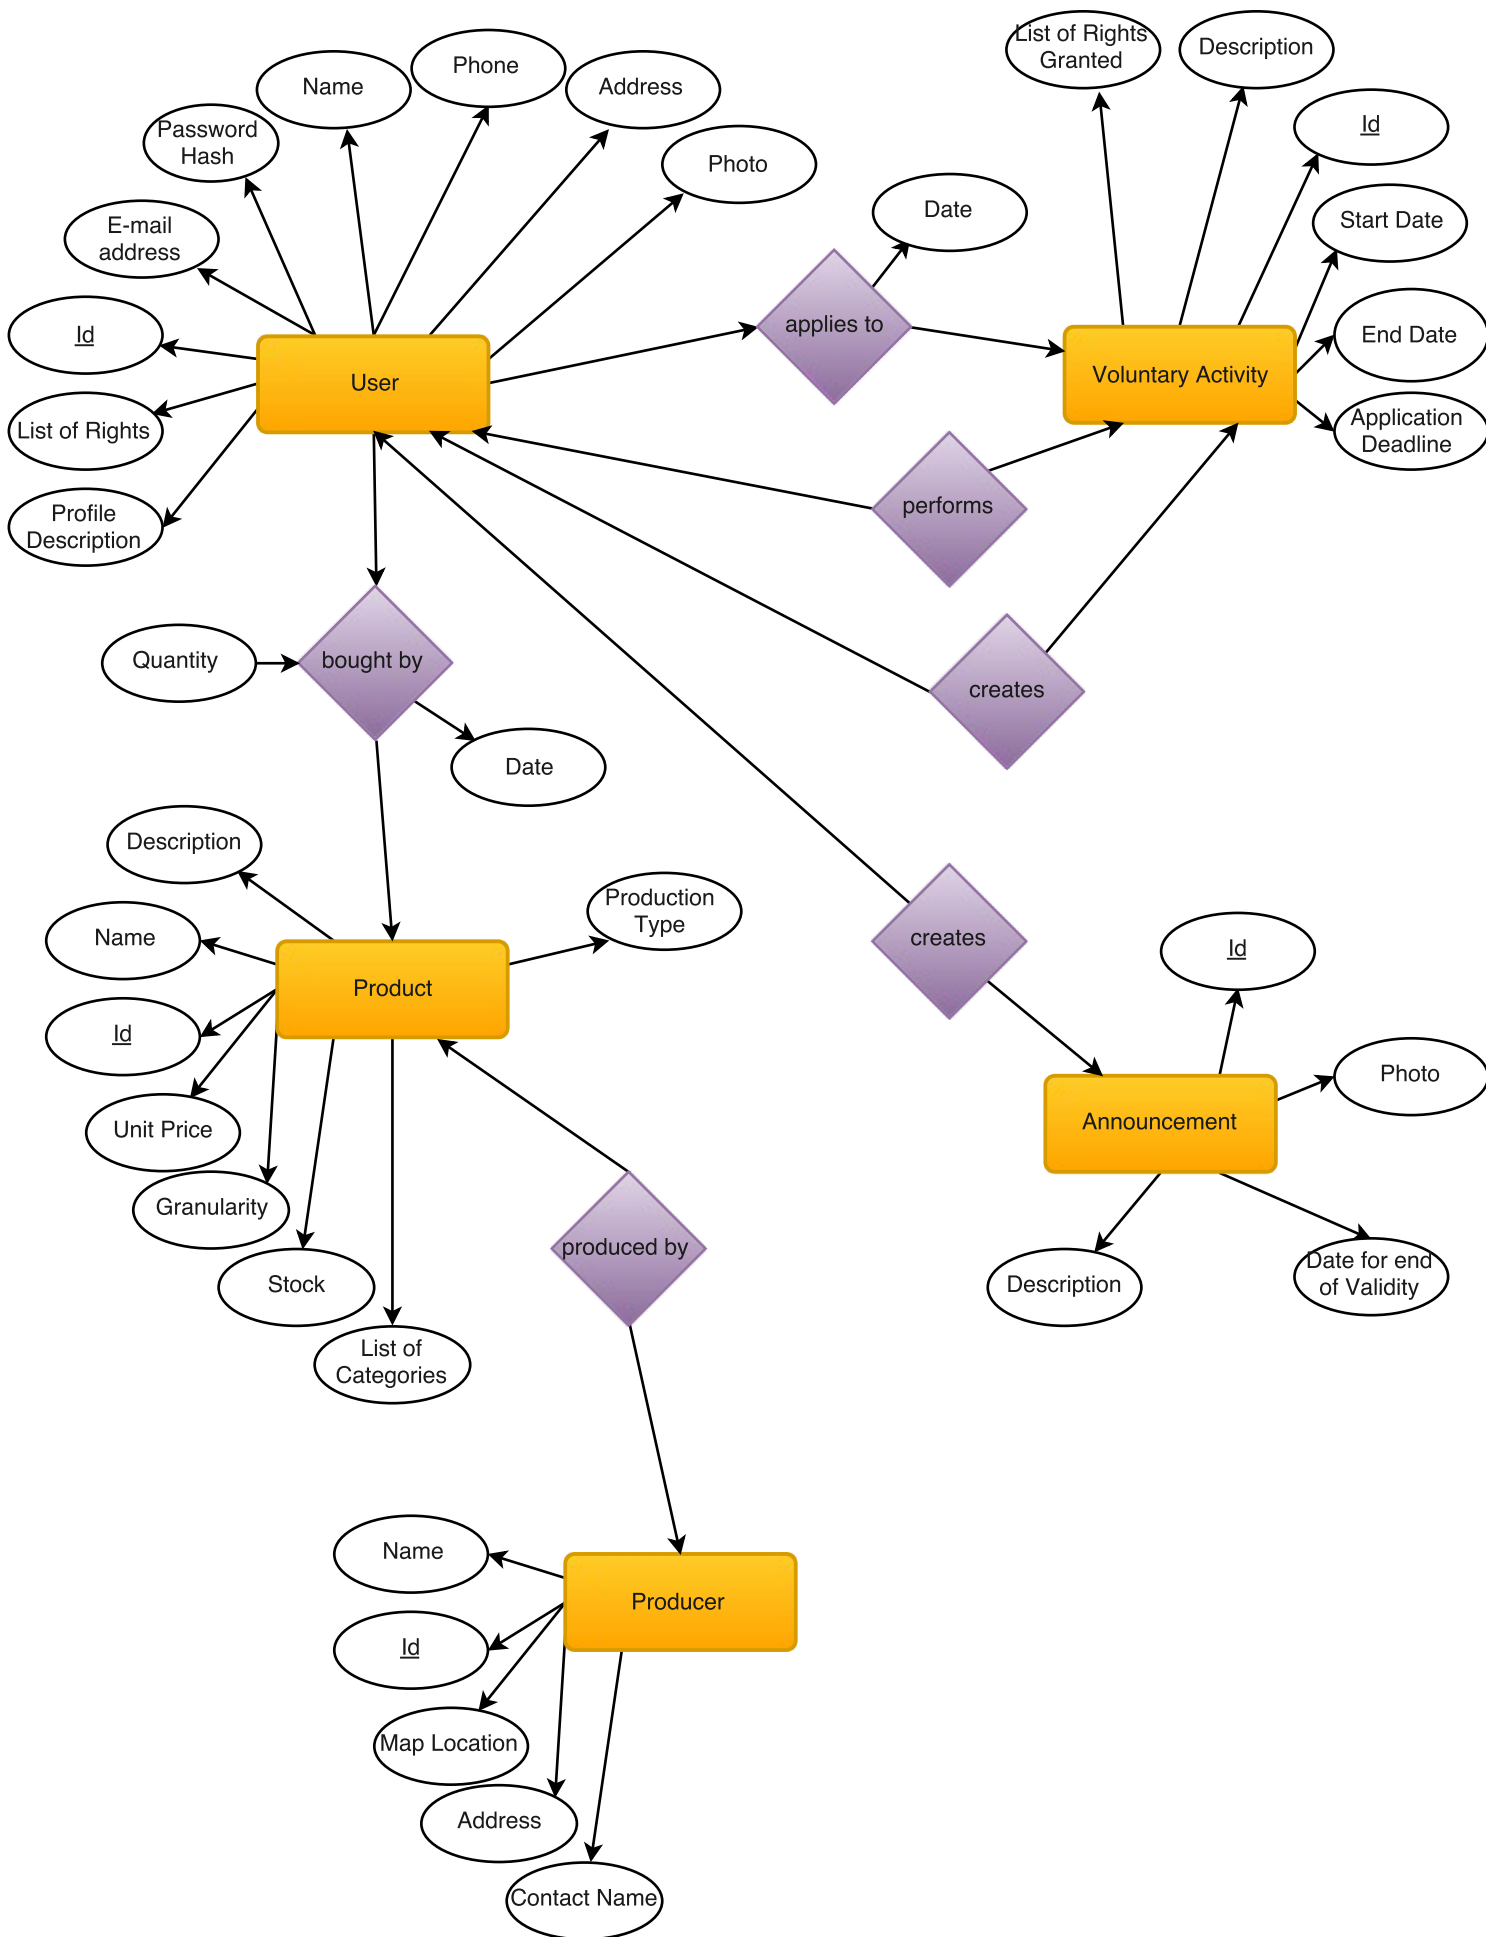 List of Rights
Granted
Description
Phone
Name
Address
Id
Password
Hash
Photo
Date
Start Date
E-mail
address
Id
applies to
End Date
User
Voluntary Activity
List of Rights
Application
Deadline
Profile
Description
performs
Quantity
bought by
creates
Date
Description
Production
Type
Name
creates
Id
Product
Id
Photo
Unit Price
Announcement
Granularity
produced by
Stock
Description
Date for end
of Validity
List of
Categories
Name
Producer
Id
Map Location
Address
Contact Name